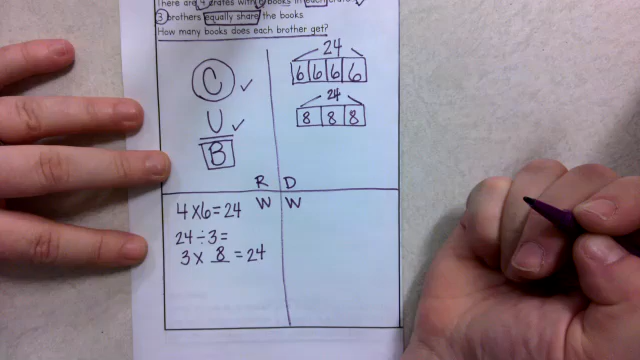 There are 4 crates with 6 books in each crate.
3 brothers equally share the books
How many books does each brother get?
C
U
B
24
6 6 6 6
24
8 8 8
R D
W W
4 x 6 = 24
24 ÷ 3 =
3 x 8 = 24